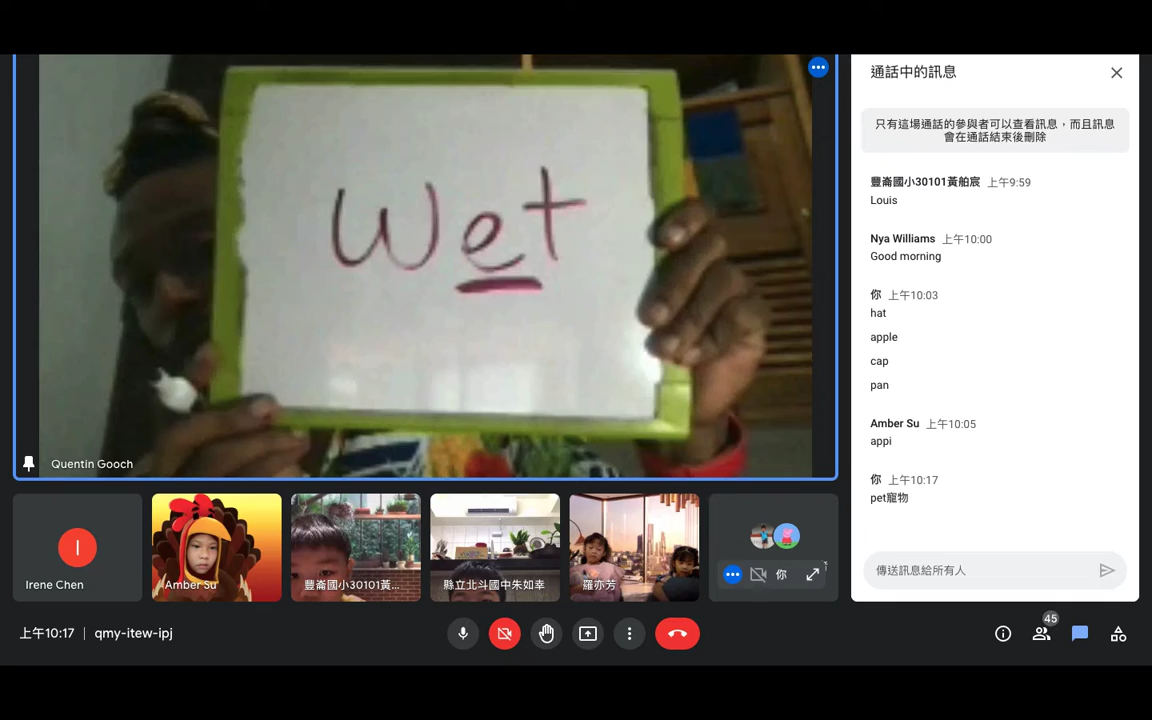 Wet
Quentin Gooch
I
Irene Chen
Amber Su
豐崙國小30101黃...
縣立北斗國中朱如幸
羅亦芳
你
上午10:17 | qmy-itew-ipj
45
通話中的訊息
只有這場通話的參與者可以查看訊息，而且訊息
會在通話結束後刪除
豐崙國小30101黃舶宸 上午9:59
Louis
Nya Williams 上午10:00
Good morning
你 上午10:03
hat
apple
cap
pan
Amber Su 上午10:05
appi
你 上午10:17
pet寵物
傳送訊息給所有人